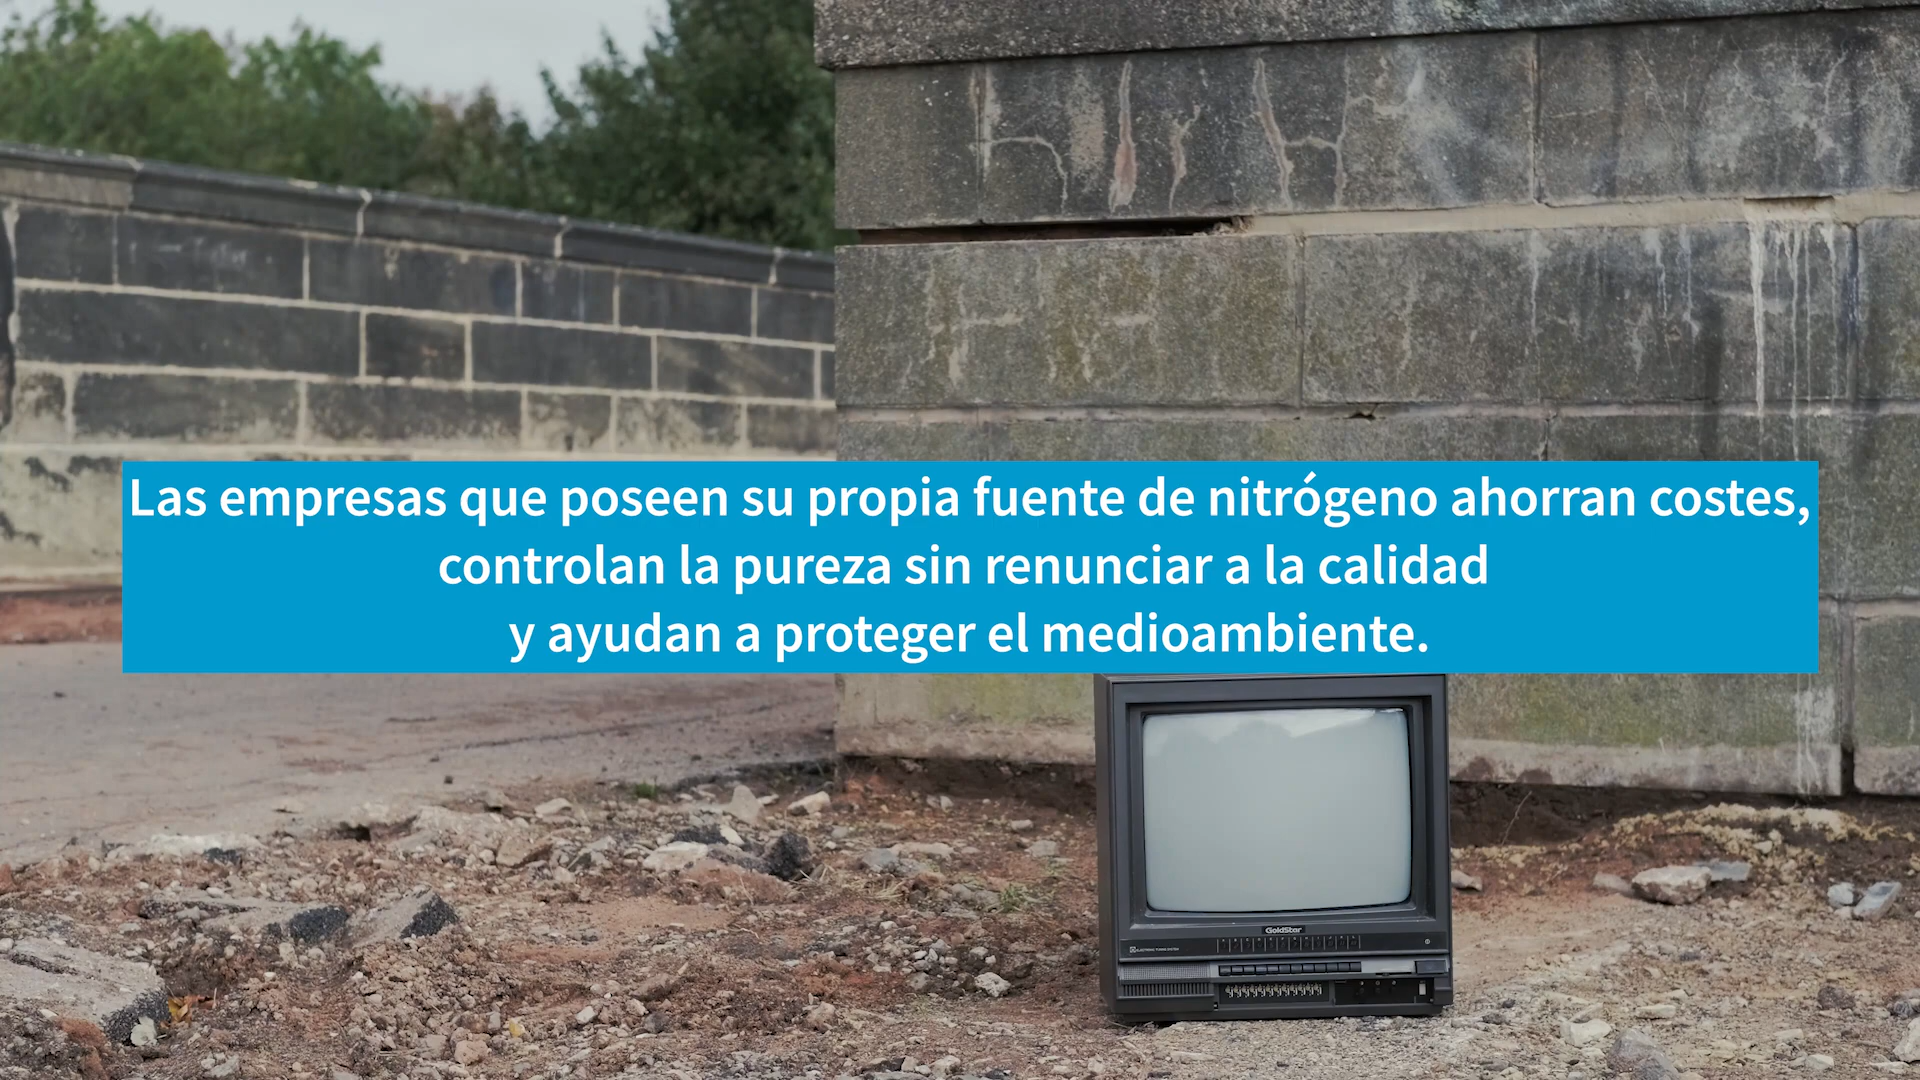 Las empresas que poseen su propia fuente de nitrógeno ahorran costes,
controlan la pureza sin renunciar a la calidad
y ayudan a proteger el medioambiente.
GoldStar